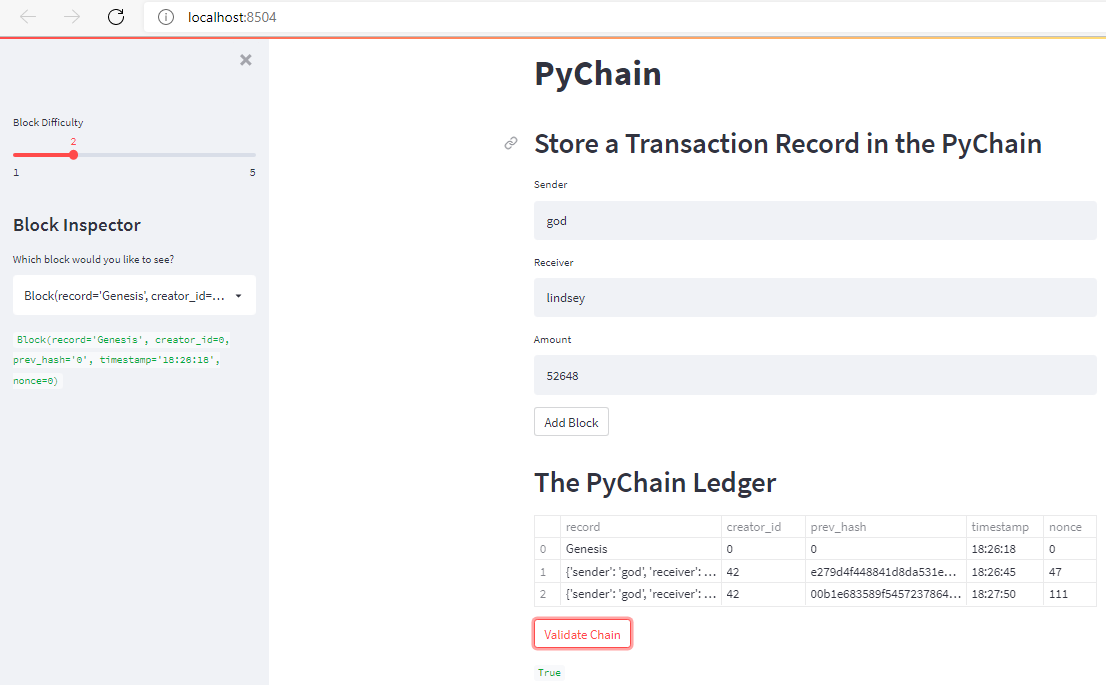 localhost:8504
Block Difficulty
2
1 5
Block Inspector
Which block would you like to see?
Block(record='Genesis', creator_id=...
Block(record='Genesis', creator_id=0,
prev_hash='0', timestamp='18:26:18',
nonce=0)
PyChain
Store a Transaction Record in the PyChain
Sender
god
Receiver
lindsey
Amount
52648
Add Block
The PyChain Ledger
record creator_id prev_hash timestamp nonce
0 Genesis 0 0 18:26:18 0
1 {'sender': 'god', 'receiver': ... 42 e279d4f448841d8da531e... 18:26:45 47
2 {'sender': 'god', 'receiver': ... 42 00b1e683589f5457237864... 18:27:50 111
Validate Chain
True